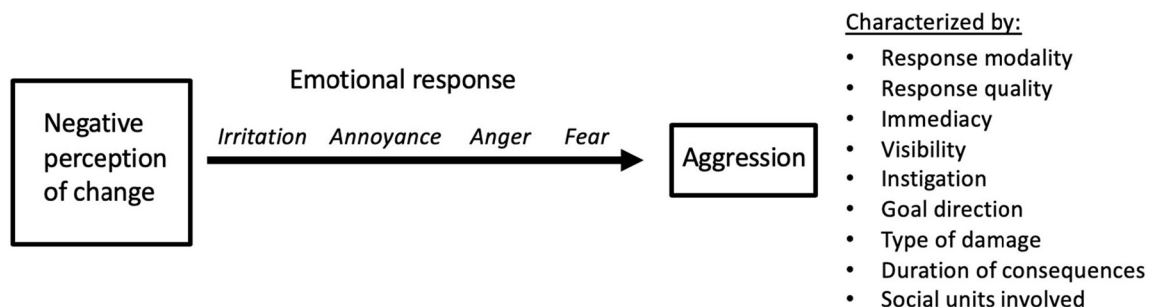 Negative
perception
of change
Emotional response
Irritation Annoyance Anger Fear
Aggression
Characterized by:
• Response modality
• Response quality
• Immediacy
• Visibility
• Instigation
• Goal direction
• Type of damage
• Duration of consequences
• Social units involved